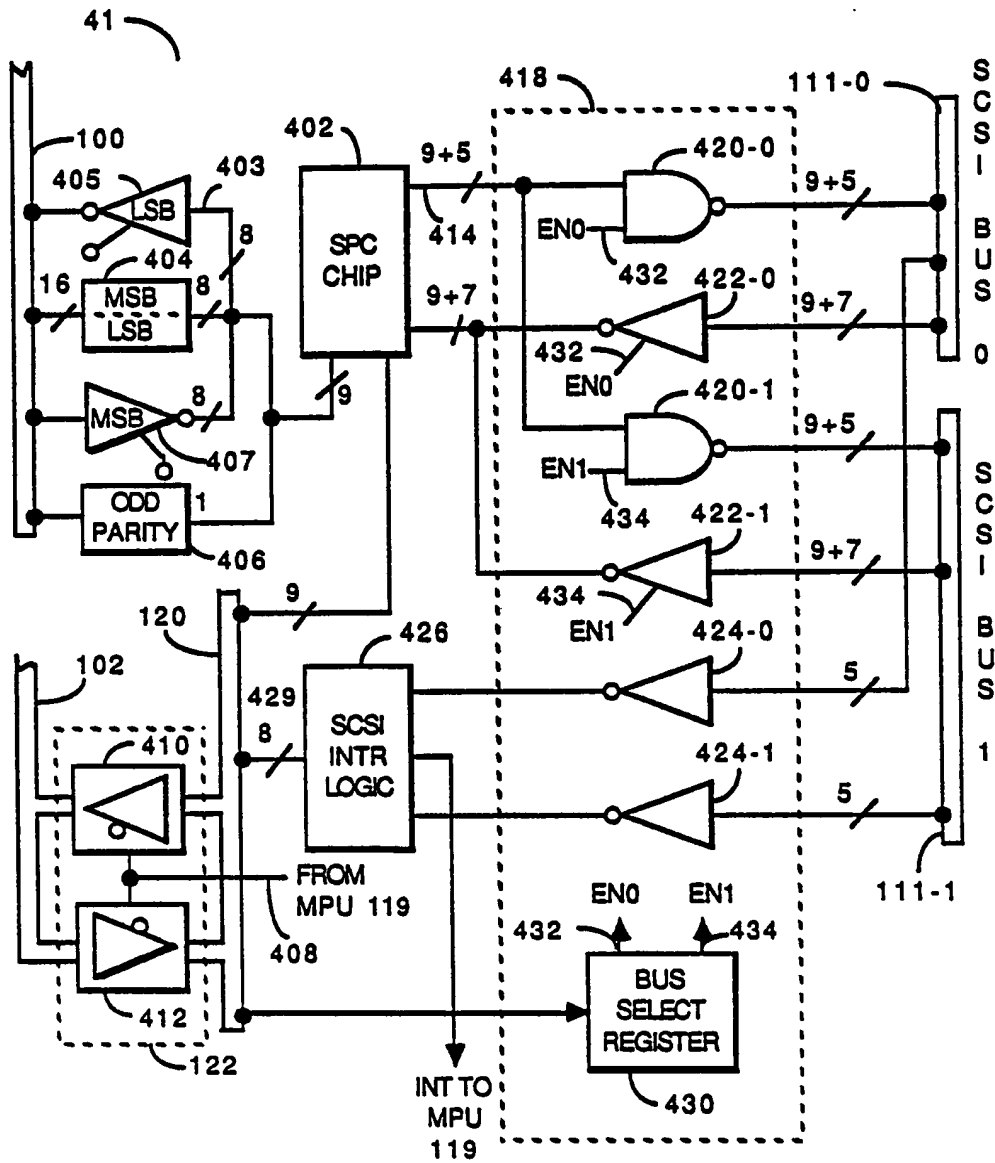 41
418
111-0
SCSI BUS 0
100
402
420-0
405
403
9+5
9+5
LSB
SPC
CHIP
414
EN0
432
8
404
16
MSB
LSB
8
9+7
422-0
9+7
432
EN0
9
420-1
MSB
8
9+5
407
EN1
SCSI BUS 1
ODD
PARITY
1
434
422-1
406
9+7
9
434
EN1
120
426
424-0
102
429
5
8
SCSI
INTR
LOGIC
410
424-1
5
FROM
MPU 119
EN0
EN1
111-1
408
432
434
412
BUS
SELECT
REGISTER
122
INT TO
MPU
119
430